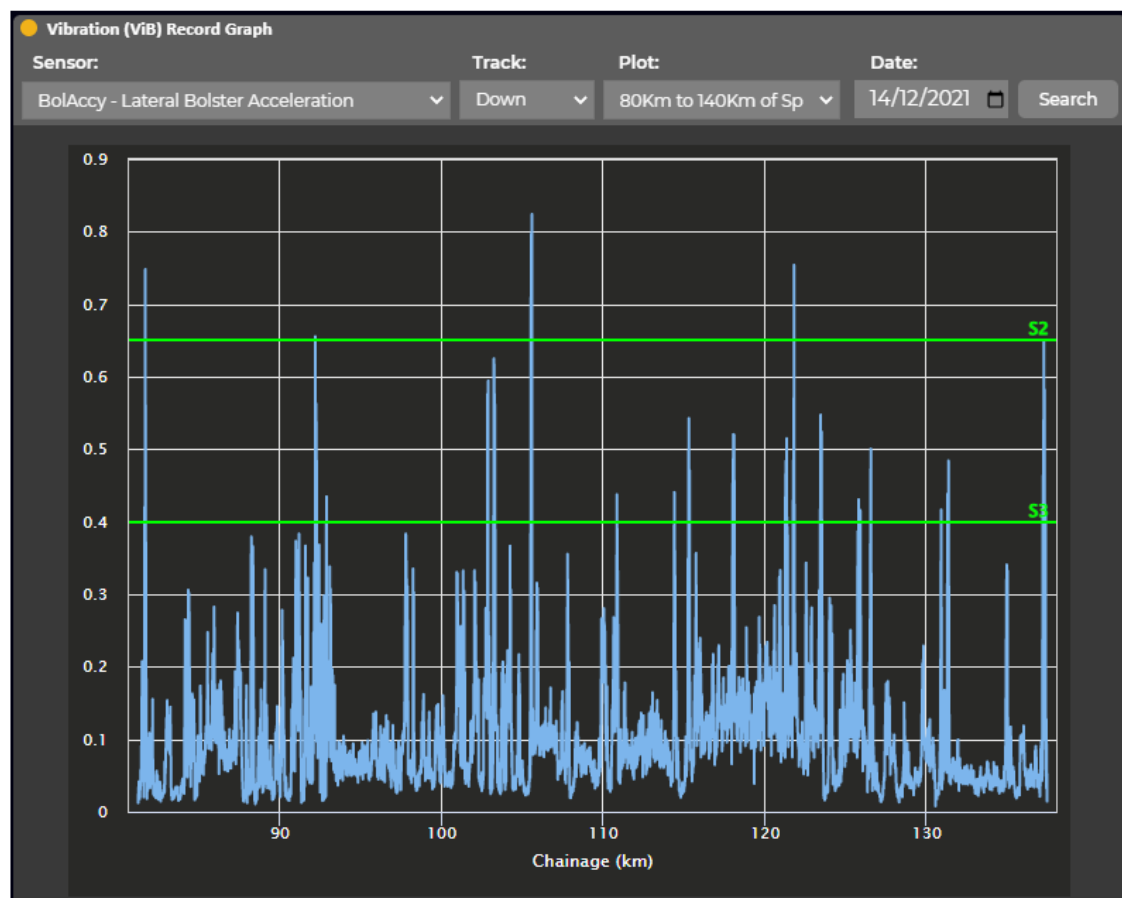 Vibration (ViB) Record Graph
Sensor: Track: Plot: Date:
BolAccy - Lateral Bolster Acceleration Down 80Km to 140Km of Sp 14/12/2021 Search
0.9
0.8
0.7
S2
0.6
0.5
0.4
S3
0.3
0.2
0.1
0
90 100 110 120 130
Chainage (km)